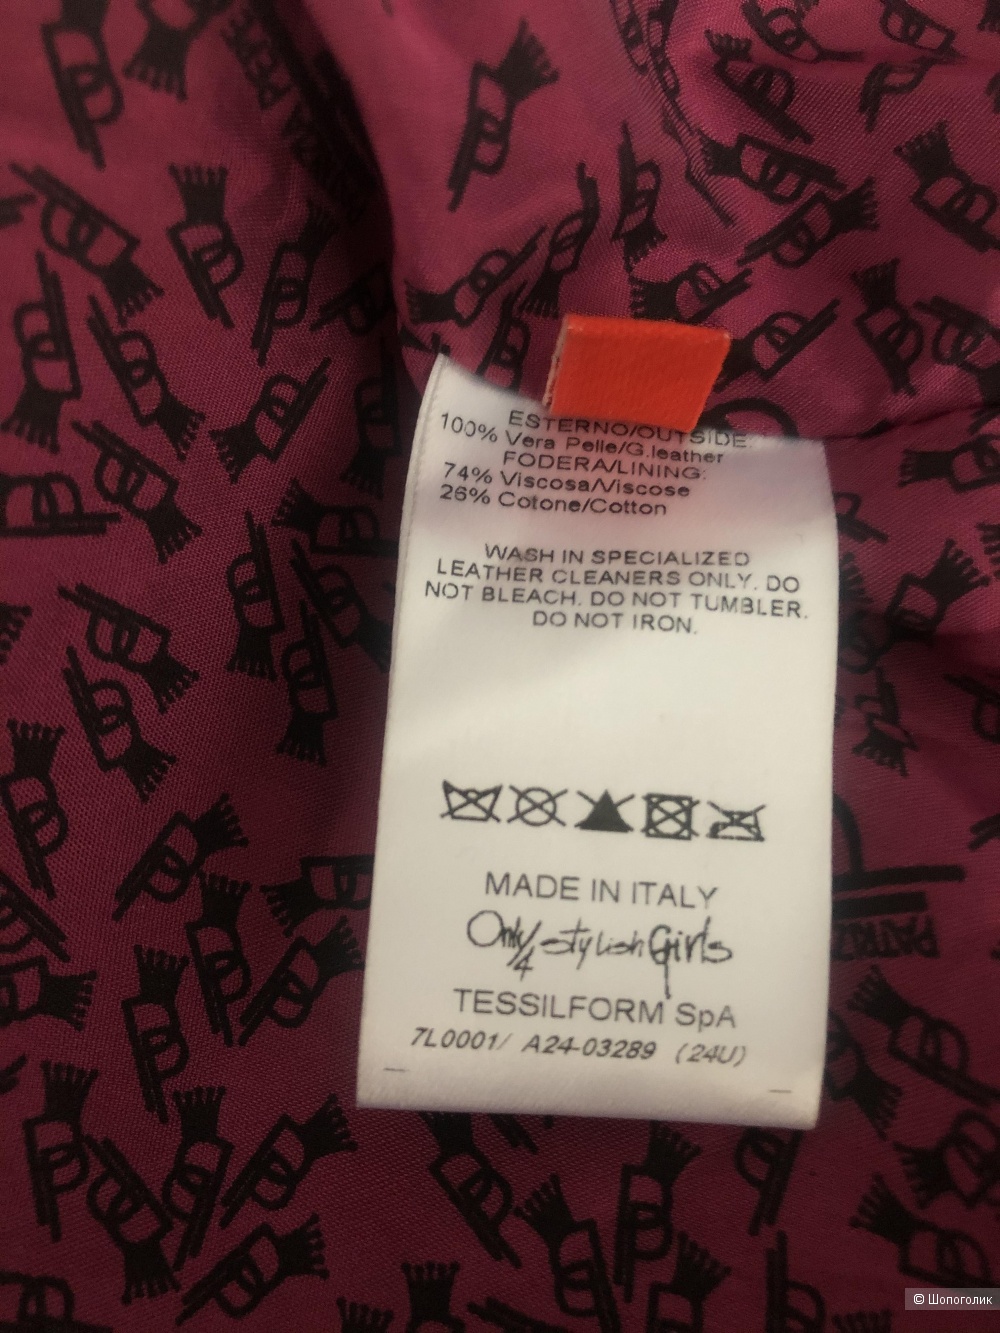 ESTERNO/OUTSIDE:
100% Vera Pelle/G.leather
FODERA/LINING:
74% Viscosa/Viscose
26% Cotone/Cotton
WASH IN SPECIALIZED
LEATHER CLEANERS ONLY. DO
NOT BLEACH. DO NOT TUMBLER.
DO NOT IRON.
MADE IN ITALY
Only 4 stylish Girls
TESSILFORM SpA
7L0001/ A24-03289 (24U)
© Шопоголик